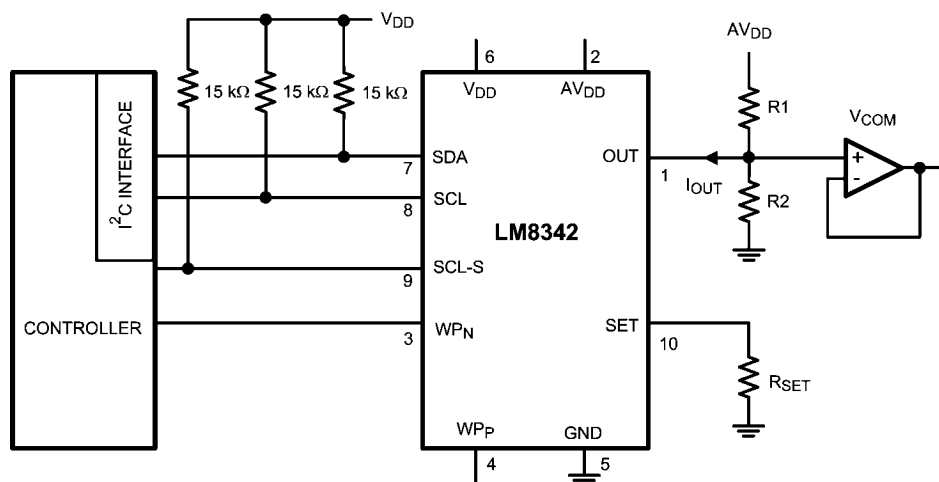 V_DD
15 kΩ 15 kΩ 15 kΩ
I²C INTERFACE
CONTROLLER
6
V_DD
2
AV_DD
7
SDA
8
SCL
9
SCL-S
3
WP_N
LM8342
OUT
1
SET
10
WP_P
4
GND
5
AV_DD
R1
I_OUT
R2
V_COM
+
-
R_SET